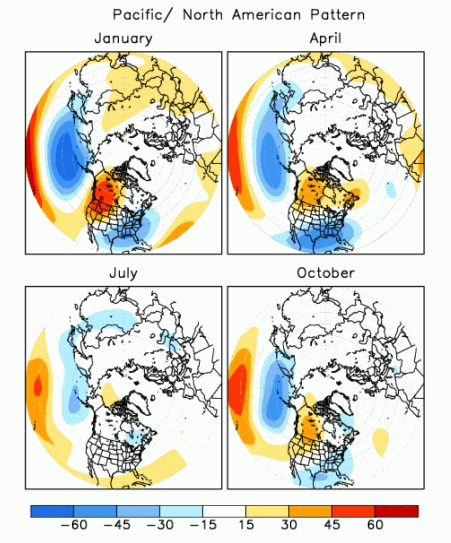 Pacific/ North American Pattern
January April
July October
−60 −45 −30 −15 15 30 45 60